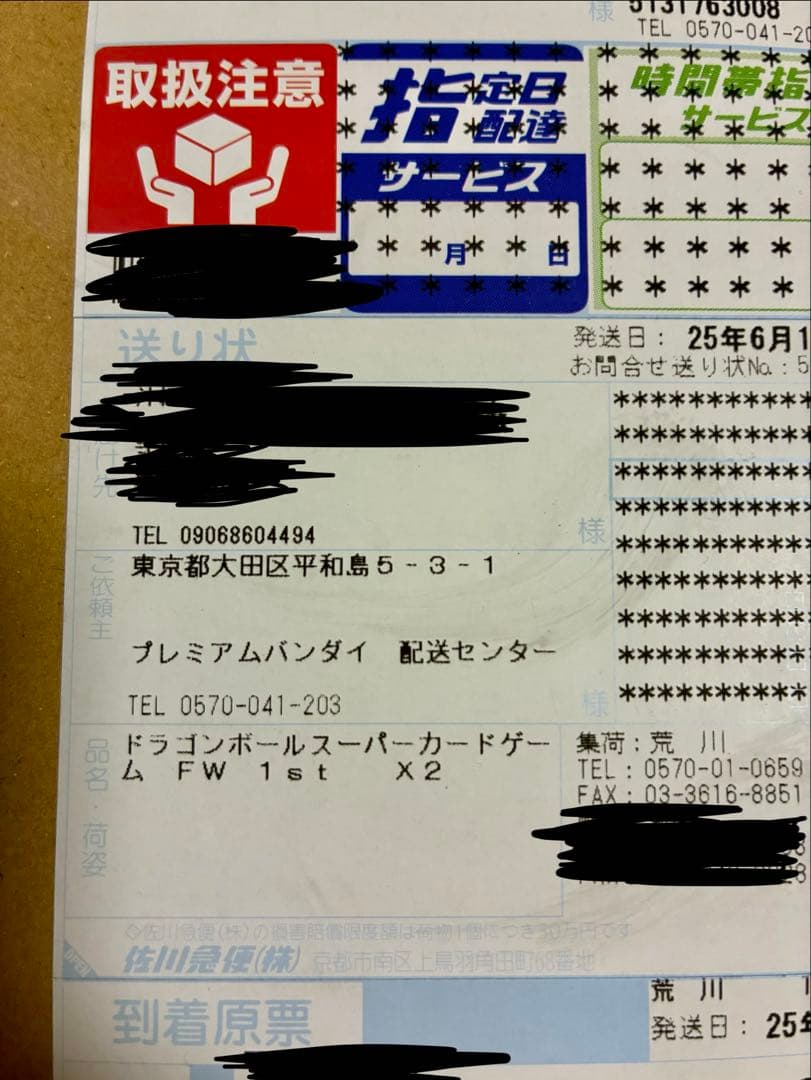 様
5131763008
TEL 0570-041-20
取扱注意
指定日
配達
サービス
月 日
時間帯指
サービス
送り状
発送日: 25年6月1
お問合せ送り状No.: 5
***********
***********
***********
***********
***********
***********
***********
***********
***********
TEL 09068604494
様
ご依頼主
東京都大田区平和島5-3-1
プレミアムバンダイ 配送センター
TEL 0570-041-203
様
品名・荷姿
ドラゴンボールスーパーカードゲー
ム FW 1st X2
集荷:荒 川
TEL: 0570-01-0659
FAX: 03-3616-8851
◇佐川急便(株)の損害賠償限度額は荷物1個につき30万円です
OPEN
佐川急便(株) 京都市南区上鳥羽角田町68番地
到着原票
荒 川
発送日: 25年